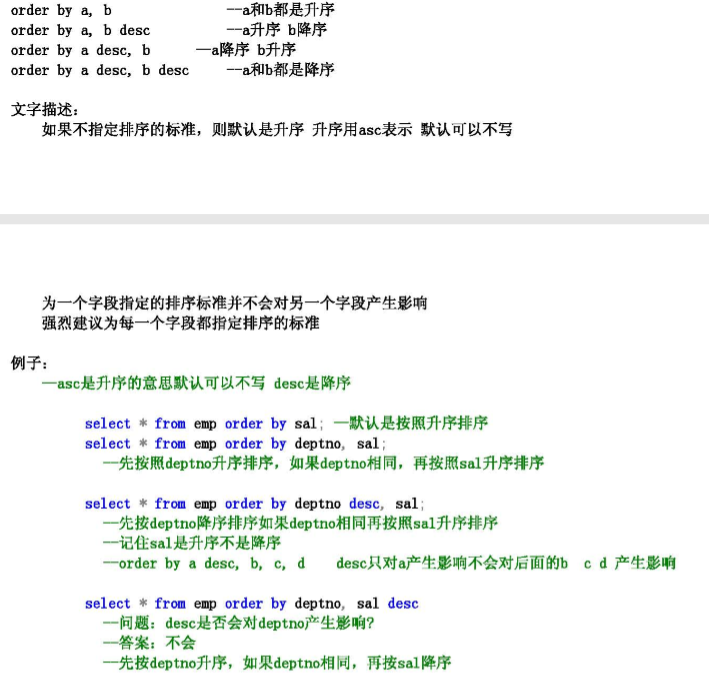 order by a, b --a和b都是升序
order by a, b desc --a升序 b降序
order by a desc, b —a降序 b升序
order by a desc, b desc --a和b都是降序
文字描述：
如果不指定排序的标准，则默认是升序 升序用asc表示 默认可以不写
为一个字段指定的排序标准并不会对另一个字段产生影响
强烈建议为每一个字段都指定排序的标准
例子：
—asc是升序的意思默认可以不写 desc是降序
select * from emp order by sal; —默认是按照升序排序
select * from emp order by deptno, sal;
—先按照deptno升序排序，如果deptno相同，再按照sal升序排序
select * from emp order by deptno desc, sal;
—先按deptno降序排序如果deptno相同再按照sal升序排序
—记住sal是升序不是降序
—order by a desc, b, c, d desc只对a产生影响不会对后面的b c d 产生影响
select * from emp order by deptno, sal desc
—问题：desc是否会对deptno产生影响?
—答案：不会
—先按deptno升序，如果deptno相同，再按sal降序